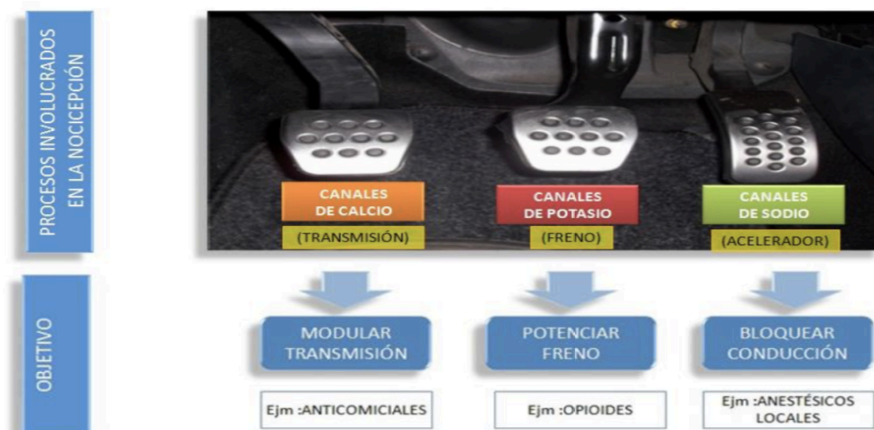 PROCESOS INVOLUCRADOS
EN LA NOCICEPCIÓN
CANALES
DE CALCIO
(TRANSMISIÓN)
CANALES
DE POTASIO
(FRENO)
CANALES
DE SODIO
(ACELERADOR)
OBJETIVO
MODULAR
TRANSMISIÓN
POTENCIAR
FRENO
BLOQUEAR
CONDUCCIÓN
Ejm :ANTICOMICIALES
Ejm :OPIOIDES
Ejm :ANESTÉSICOS
LOCALES